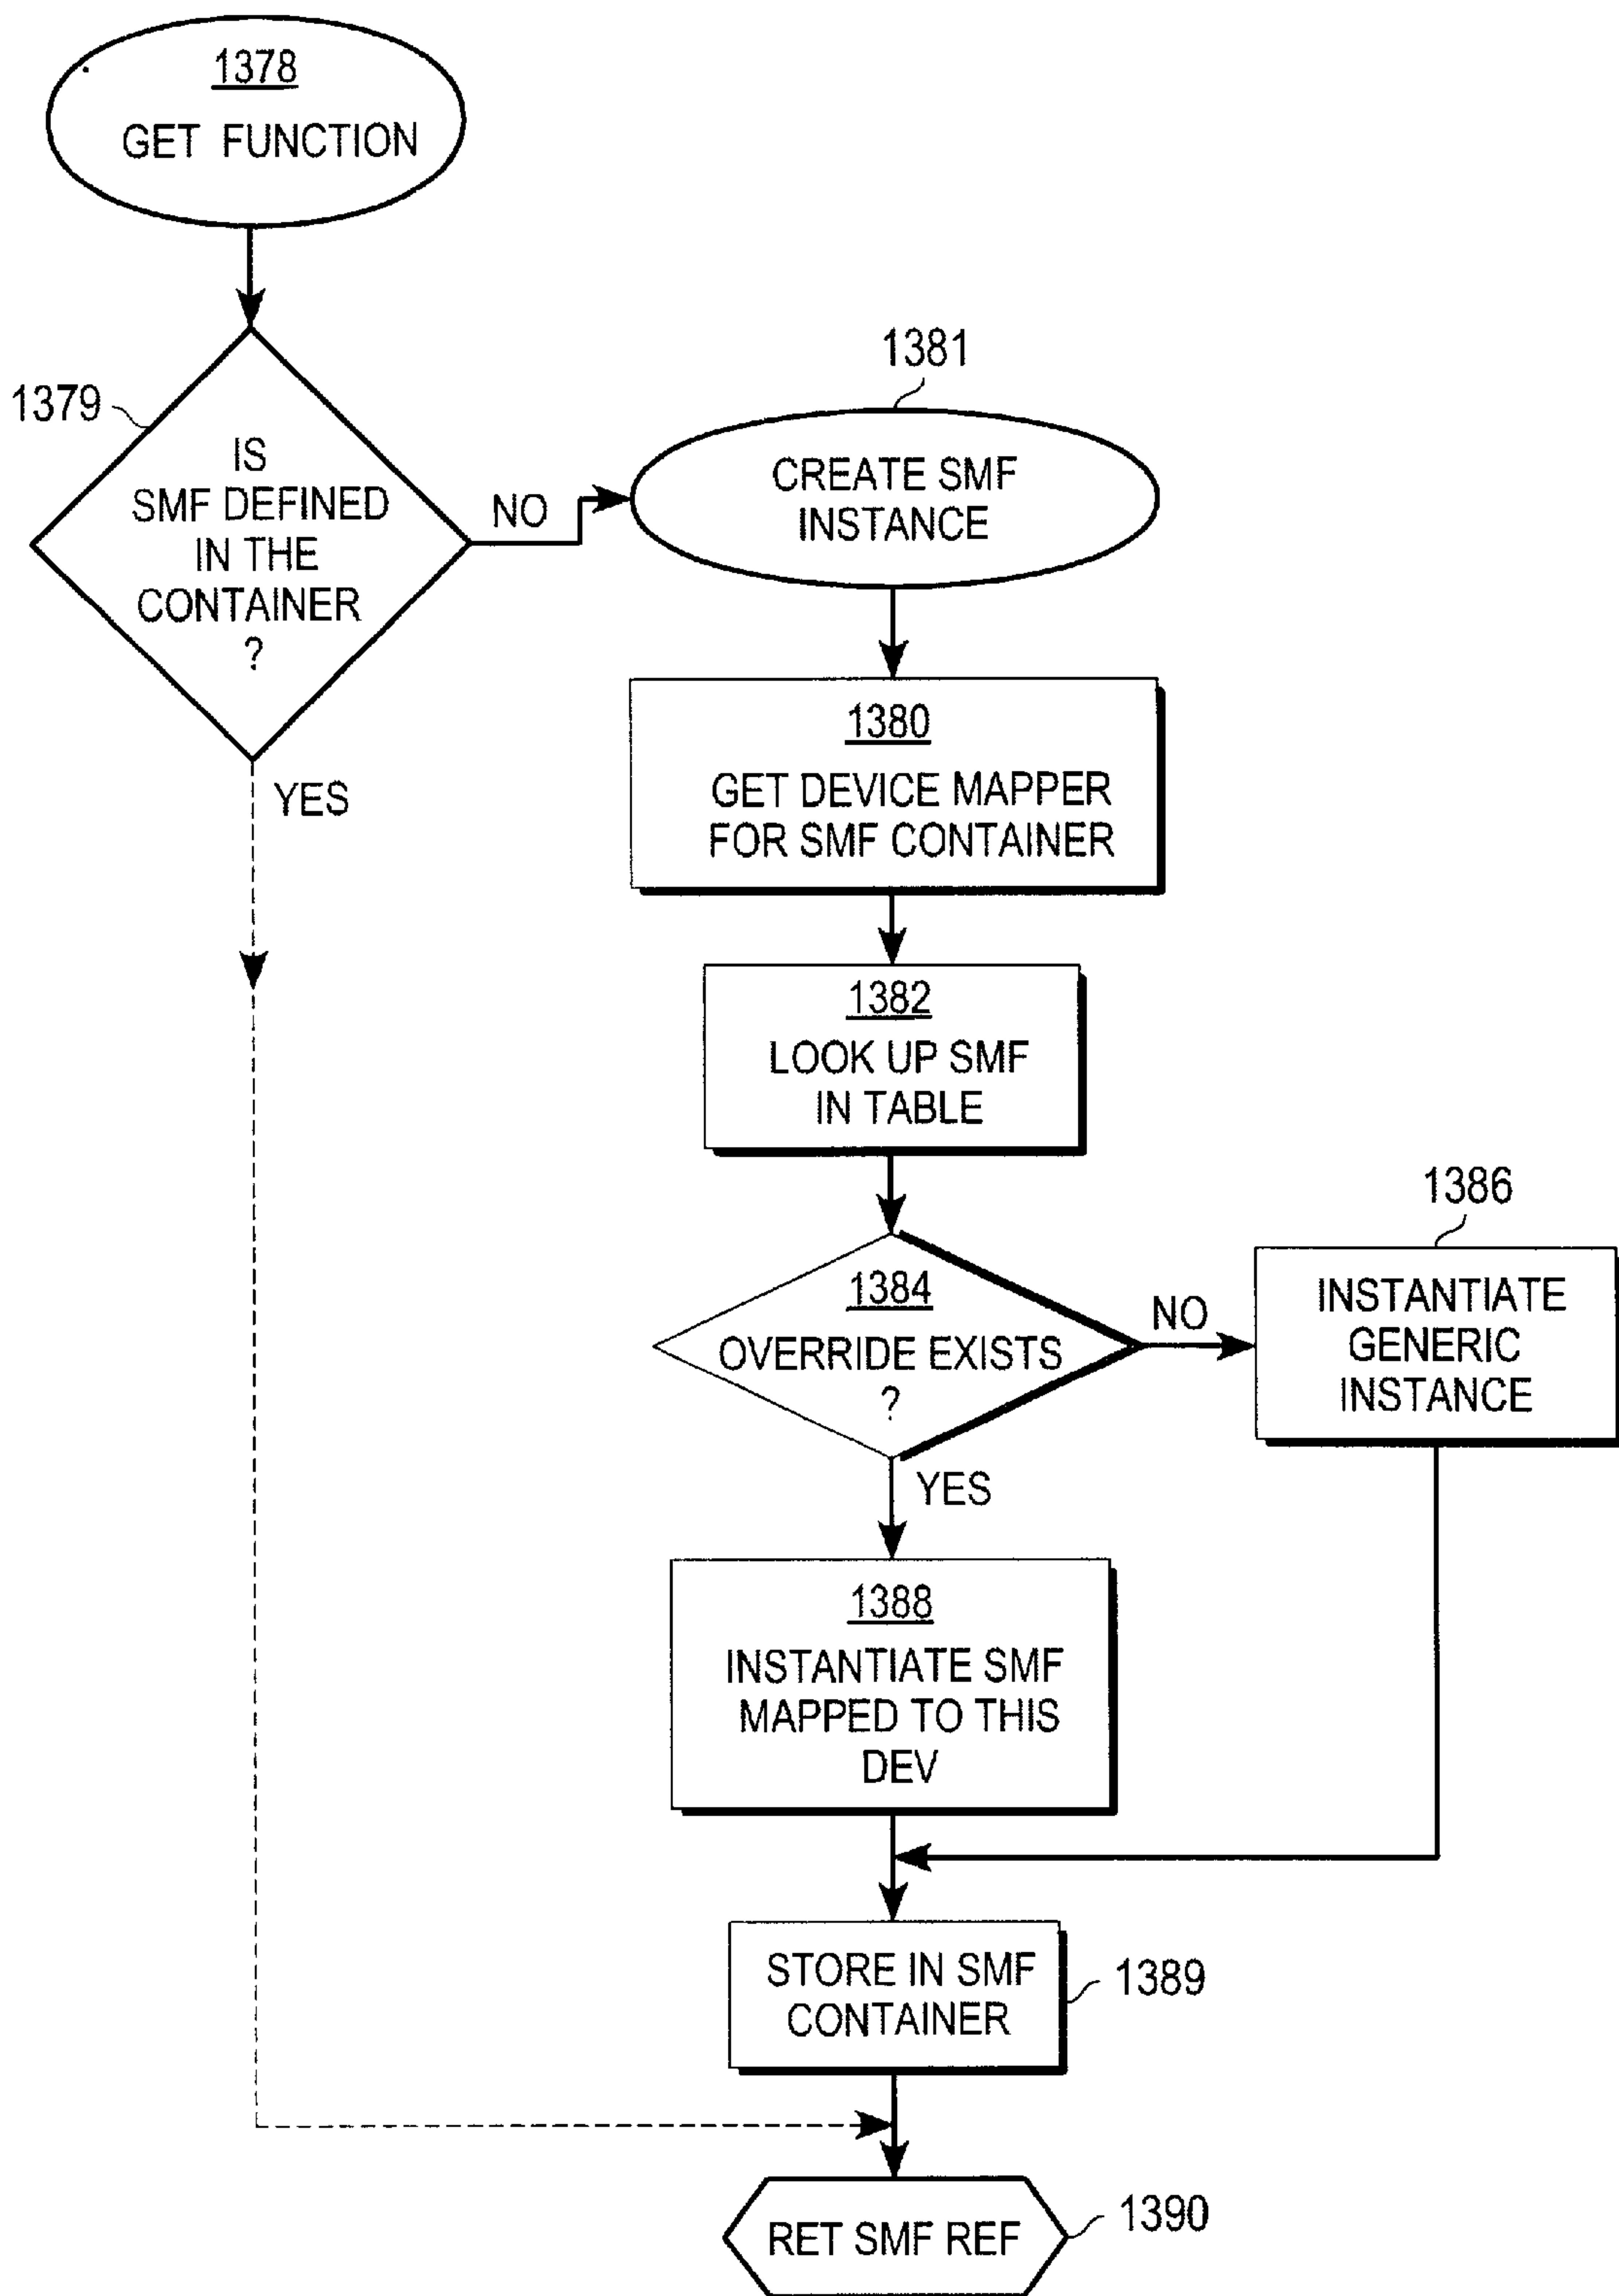 1378
GET FUNCTION
1379
IS
SMF DEFINED
IN THE
CONTAINER
?
NO
YES
1381
CREATE SMF
INSTANCE
1380
GET DEVICE MAPPER
FOR SMF CONTAINER
1382
LOOK UP SMF
IN TABLE
1384
OVERRIDE EXISTS
?
NO
1386
INSTANTIATE
GENERIC
INSTANCE
YES
1388
INSTANTIATE SMF
MAPPED TO THIS
DEV
STORE IN SMF
CONTAINER
1389
RET SMF REF
1390